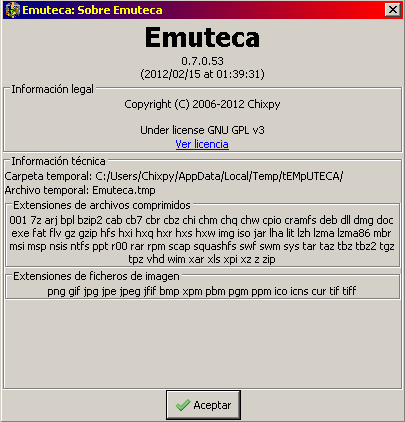 Emuteca: Sobre Emuteca
Emuteca
0.7.0.53
(2012/02/15 at 01:39:31)
Información legal
Copyright (C) 2006-2012 Chixpy
Under license GNU GPL v3
Ver licencia
Información técnica
Carpeta temporal: C:/Users/Chixpy/AppData/Local/Temp/tEMpUTECA/
Archivo temporal: Emuteca.tmp
Extensiones de archivos comprimidos
001 7z arj bpl bzip2 cab cb7 cbr cbz chi chm chq chw cpio cramfs deb dll dmg doc
exe fat flv gz gzip hfs hxi hxq hxr hxs hxw img iso jar lha lit lzh lzma lzma86 mbr
msi msp nsis ntfs ppt r00 rar rpm scap squashfs swf swm sys tar taz tbz tbz2 tgz
tpz vhd wim xar xls xpi xz z zip
Extensiones de ficheros de imagen
png gif jpg jpe jpeg jfif bmp xpm pbm pgm ppm ico icns cur tif tiff
Aceptar